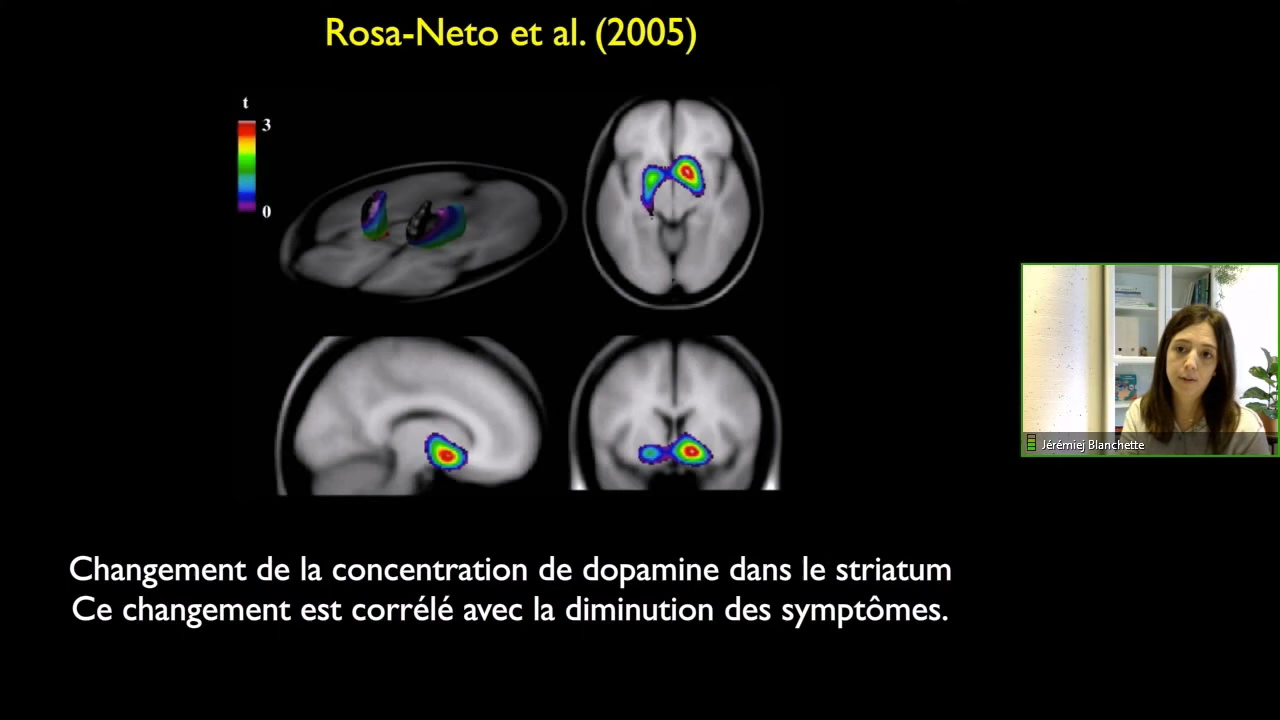 Rosa-Neto et al. (2005)
t
3
0
Jérémiej Blanchette
Changement de la concentration de dopamine dans le striatum
Ce changement est corrélé avec la diminution des symptômes.